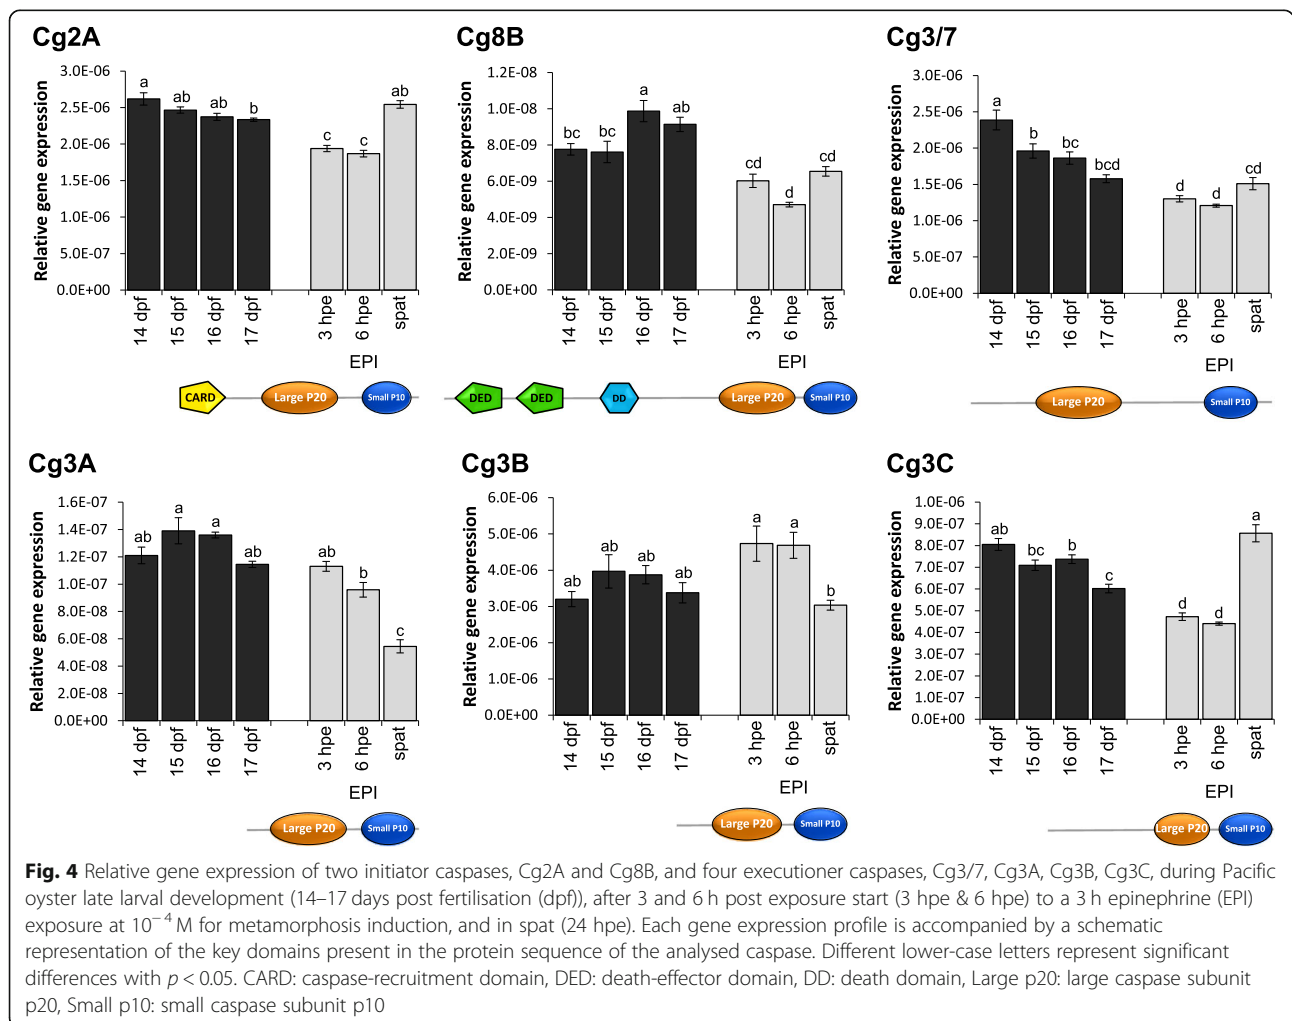 Cg2A
Relative gene expression
3.0E-06
2.5E-06
2.0E-06
1.5E-06
1.0E-06
5.0E-07
0.0E+00
a
ab
ab
b
c
c
ab
14 dpf
15 dpf
16 dpf
17 dpf
3 hpe
6 hpe
spat
EPI
CARD
Large P20
Small P10
Cg8B
Relative gene expression
1.2E-08
1.0E-08
8.0E-09
6.0E-09
4.0E-09
2.0E-09
0.0E+00
bc
bc
a
ab
cd
d
cd
14 dpf
15 dpf
16 dpf
17 dpf
3 hpe
6 hpe
spat
EPI
DED
DED
DD
Large P20
Small P10
Cg3/7
Relative gene expression
3.0E-06
2.5E-06
2.0E-06
1.5E-06
1.0E-06
5.0E-07
0.0E+00
a
b
bc
bcd
d
d
cd
14 dpf
15 dpf
16 dpf
17 dpf
3 hpe
6 hpe
spat
EPI
Large P20
Small P10
Cg3A
Relative gene expression
1.6E-07
1.4E-07
1.2E-07
1.0E-07
8.0E-08
6.0E-08
4.0E-08
2.0E-08
0.0E+00
ab
a
a
ab
ab
b
c
14 dpf
15 dpf
16 dpf
17 dpf
3 hpe
6 hpe
spat
EPI
Large P20
Small P10
Cg3B
Relative gene expression
6.0E-06
5.0E-06
4.0E-06
3.0E-06
2.0E-06
1.0E-06
0.0E+00
ab
ab
ab
ab
a
a
b
14 dpf
15 dpf
16 dpf
17 dpf
3 hpe
6 hpe
spat
EPI
Large P20
Small P10
Cg3C
Relative gene expression
1.0E-06
9.0E-07
8.0E-07
7.0E-07
6.0E-07
5.0E-07
4.0E-07
3.0E-07
2.0E-07
1.0E-07
0.0E+00
ab
bc
b
c
d
d
a
14 dpf
15 dpf
16 dpf
17 dpf
3 hpe
6 hpe
spat
EPI
Large P20
Small P10
Fig. 4 Relative gene expression of two initiator caspases, Cg2A and Cg8B, and four executioner caspases, Cg3/7, Cg3A, Cg3B, Cg3C, during Pacific
oyster late larval development (14–17 days post fertilisation (dpf)), after 3 and 6 h post exposure start (3 hpe & 6 hpe) to a 3 h epinephrine (EPI)
exposure at 10⁻⁴ M for metamorphosis induction, and in spat (24 hpe). Each gene expression profile is accompanied by a schematic
representation of the key domains present in the protein sequence of the analysed caspase. Different lower-case letters represent significant
differences with p < 0.05. CARD: caspase-recruitment domain, DED: death-effector domain, DD: death domain, Large p20: large caspase subunit
p20, Small p10: small caspase subunit p10